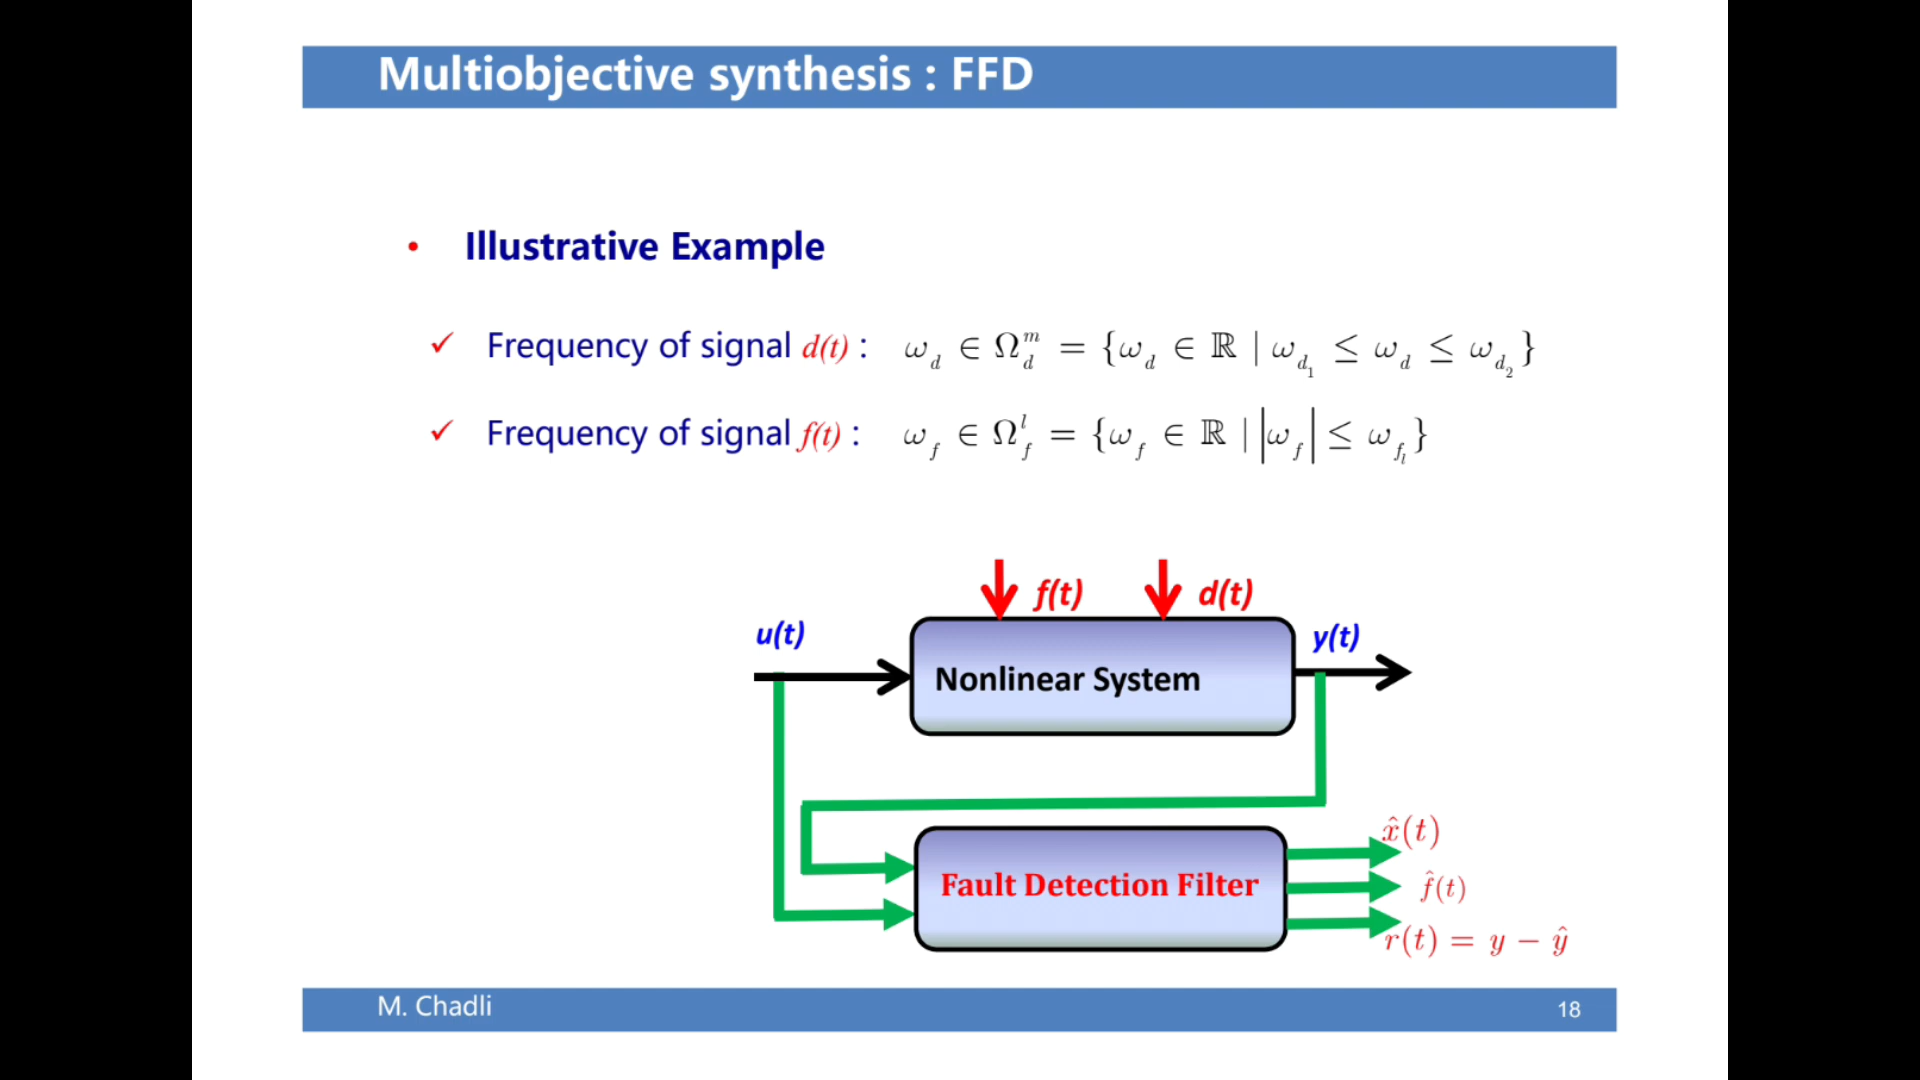 Multiobjective synthesis : FFD
• Illustrative Example
✓ Frequency of signal d(t) : ω_d ∈ Ω_d^m = {ω_d ∈ ℝ | ω_{d_1} ≤ ω_d ≤ ω_{d_2}}
✓ Frequency of signal f(t) : ω_f ∈ Ω_f^l = {ω_f ∈ ℝ | |ω_f| ≤ ω_{f_l}}
f(t) d(t)
u(t) y(t)
Nonlinear System
x̂(t)
Fault Detection Filter
f̂(t)
r(t) = y − ŷ
M. Chadli 18